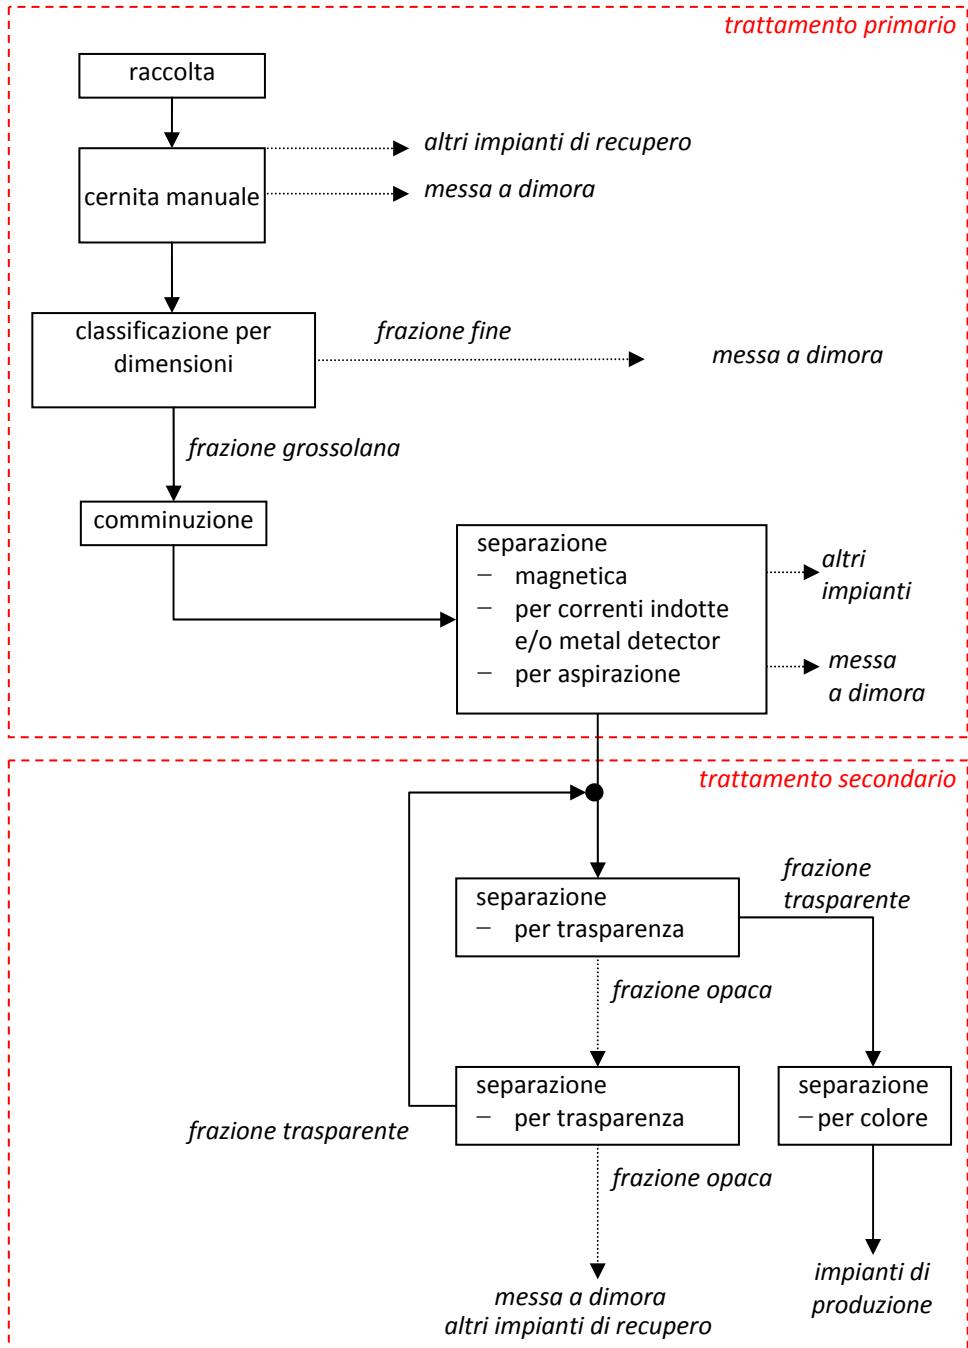 trattamento primario
raccolta
altri impianti di recupero
cernita manuale
messa a dimora
classificazione per
dimensioni
frazione fine
messa a dimora
frazione grossolana
comminuzione
separazione
– magnetica
– per correnti indotte
e/o metal detector
– per aspirazione
altri
impianti
messa
a dimora
trattamento secondario
frazione
trasparente
separazione
– per trasparenza
frazione opaca
separazione
– per trasparenza
separazione
– per colore
frazione trasparente
frazione opaca
messa a dimora
altri impianti di recupero
impianti di
produzione